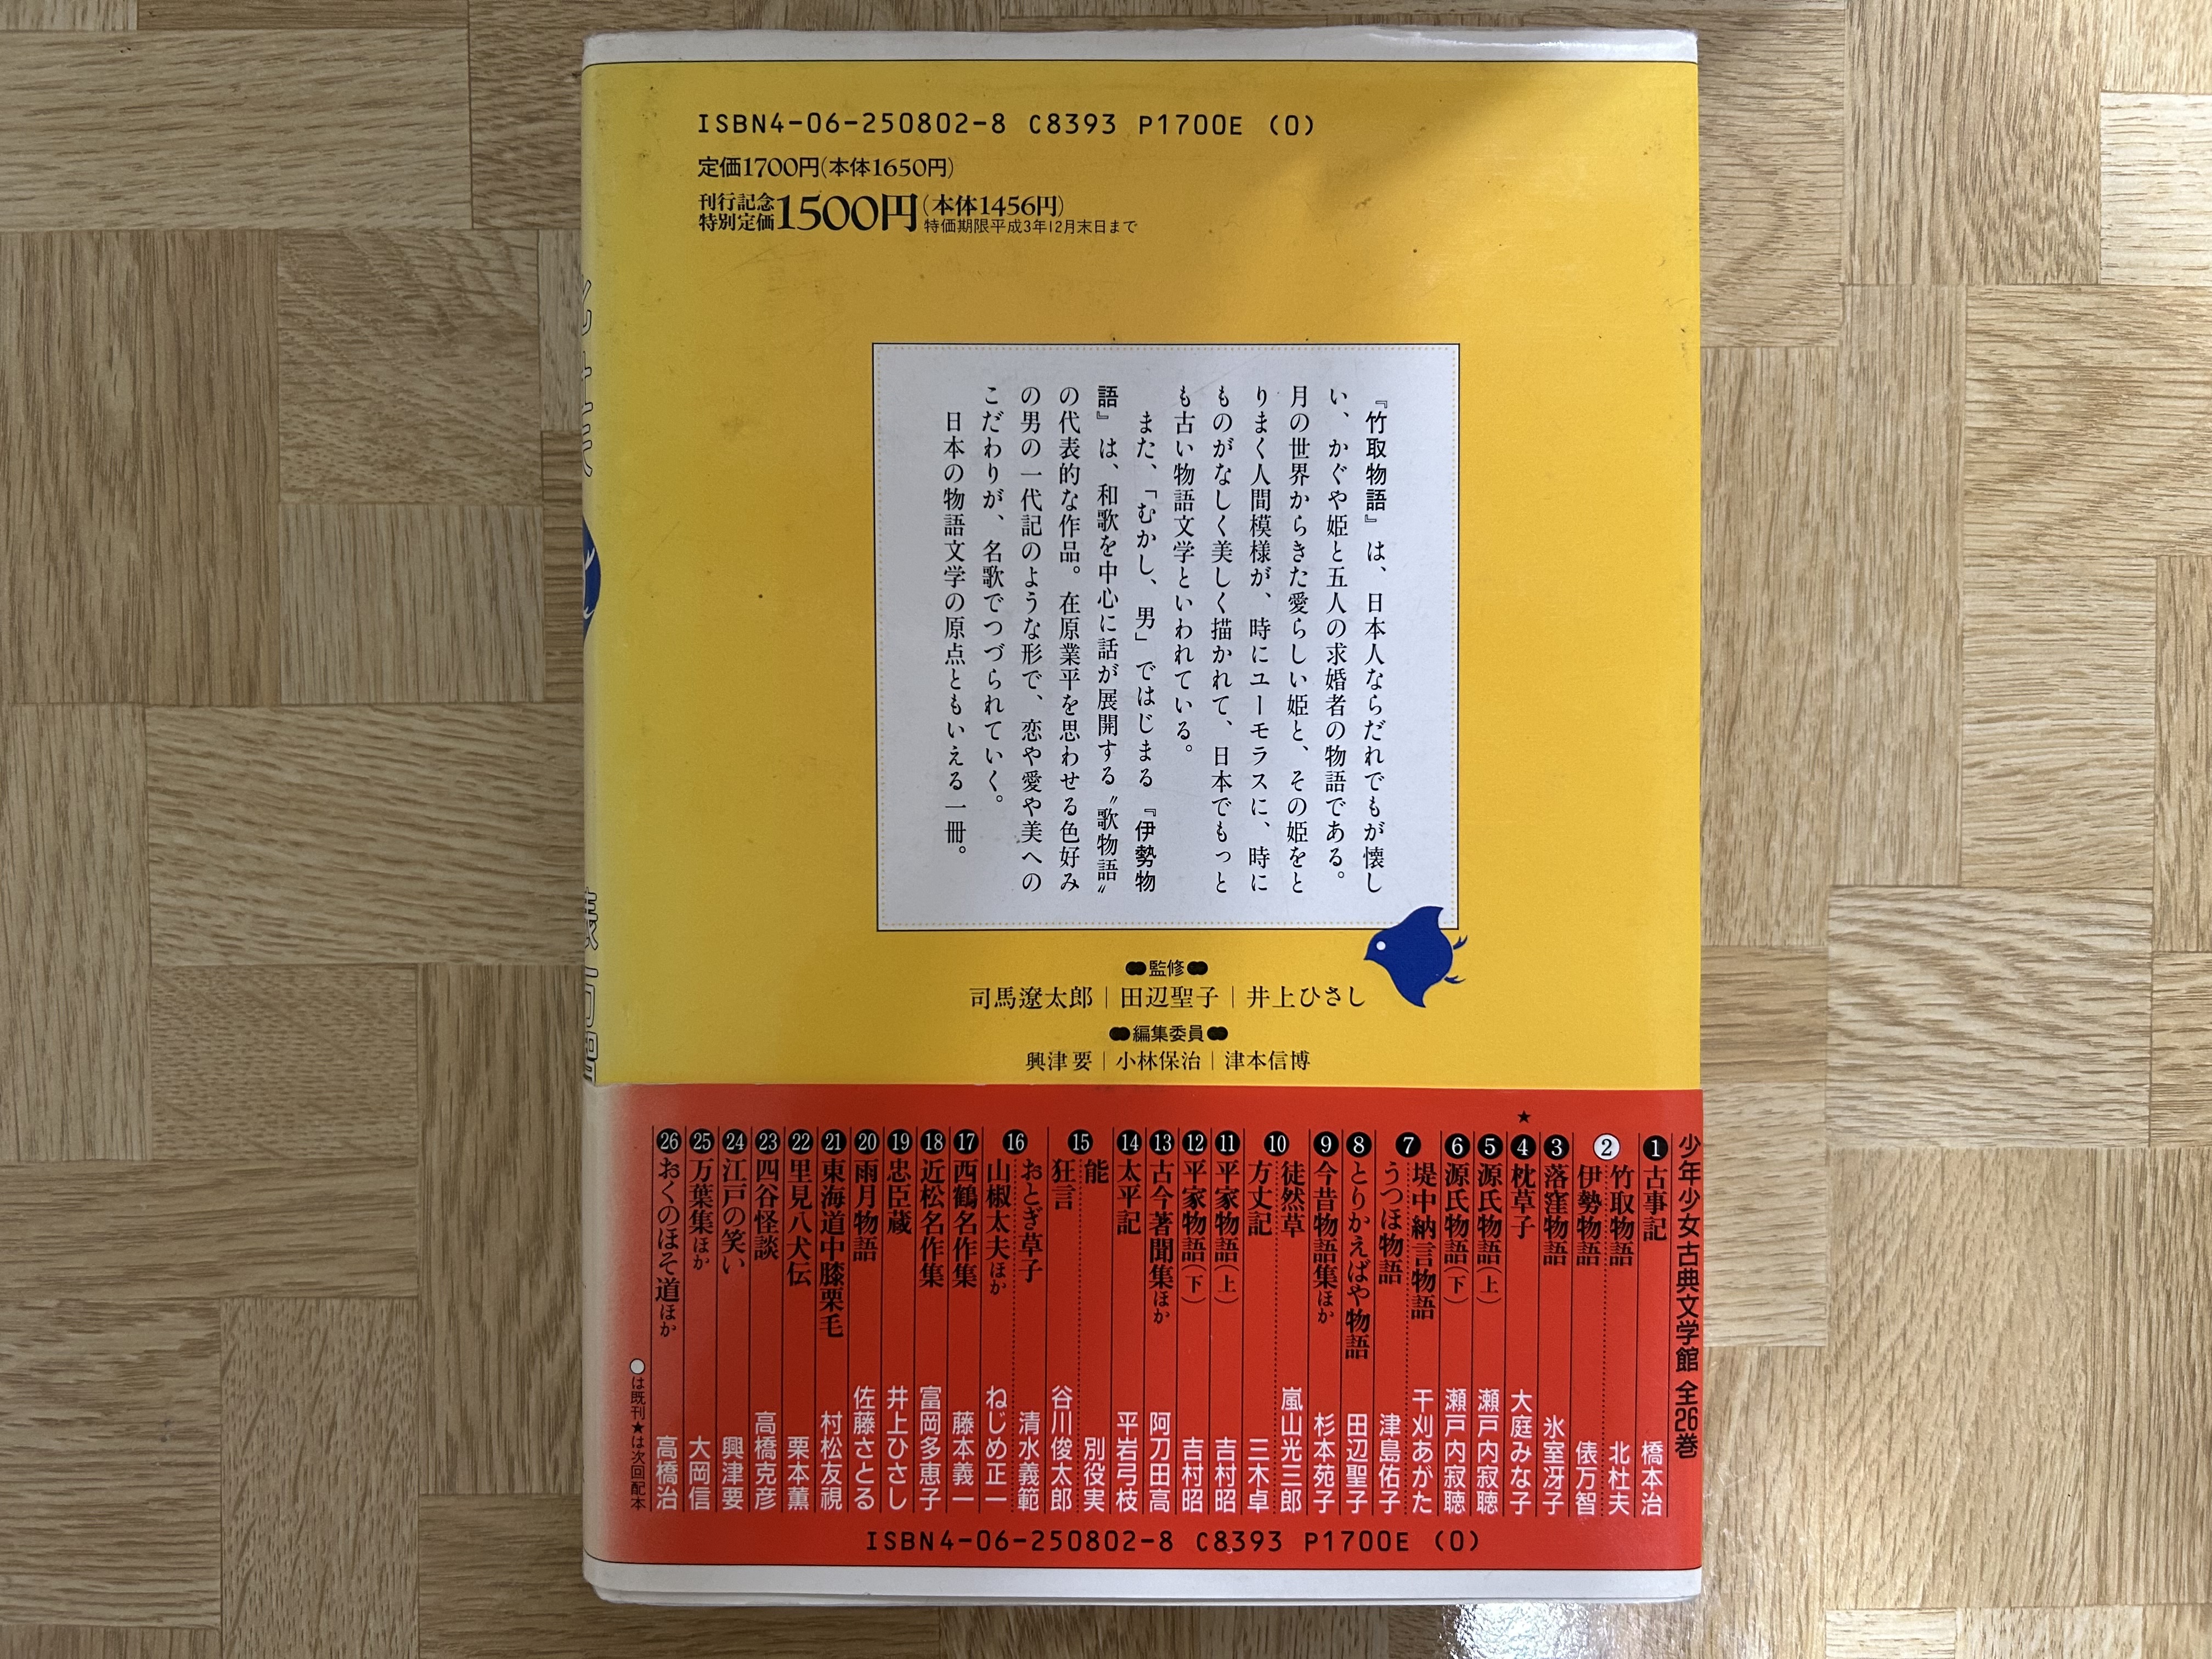 ISBN4-06-250802-8 C8393 P1700E (0)
定価1700円(本体1650円)
刊行記念
特別定価1500円(本体1456円)
特価期限平成3年12月末日まで
『竹取物語』は、日本人ならだれでもが懐し
い、かぐや姫と五人の求婚者の物語である。
月の世界からきた愛らしい姫と、その姫をと
りまく人間模様が、時にユーモラスに、時に
ものがなしく美しく描かれて、日本でもっと
も古い物語文学といわれている。
また、「むかし、男」ではじまる『伊勢物
語』は、和歌を中心に話が展開する〝歌物語〟
の代表的な作品。在原業平を思わせる色好み
の男の一代記のような形で、恋や愛や美への
こだわりが、名歌でつづられていく。
日本の物語文学の原点ともいえる一冊。
監修
司馬遼太郎|田辺聖子|井上ひさし
編集委員
興津要|小林保治|津本信博
少年少女古典文学館 全26巻
1 古事記 橋本治
2 竹取物語 北杜夫
伊勢物語 俵万智
3 落窪物語 氷室冴子
★4 枕草子 大庭みな子
5 源氏物語(上) 瀬戸内寂聴
6 源氏物語(下) 瀬戸内寂聴
7 堤中納言物語 干刈あがた
うつほ物語 津島佑子
8 とりかえばや物語 田辺聖子
9 今昔物語集ほか 杉本苑子
10 徒然草 嵐山光三郎
方丈記 三木卓
11 平家物語(上) 吉村昭
12 平家物語(下) 吉村昭
13 古今著聞集ほか 阿刀田高
14 太平記 平岩弓枝
15 能 別役実
狂言 谷川俊太郎
16 おとぎ草子 清水義範
山椒太夫ほか ねじめ正一
17 西鶴名作集 藤本義一
18 近松名作集 富岡多恵子
19 忠臣蔵 井上ひさし
20 雨月物語 佐藤さとる
21 東海道中膝栗毛 村松友視
22 里見八犬伝 栗本薫
23 四谷怪談 高橋克彦
24 江戸の笑い 興津要
25 万葉集ほか 大岡信
26 おくのほそ道ほか 高橋治
○は既刊★は次回配本
ISBN4-06-250802-8 C8393 P1700E (0)